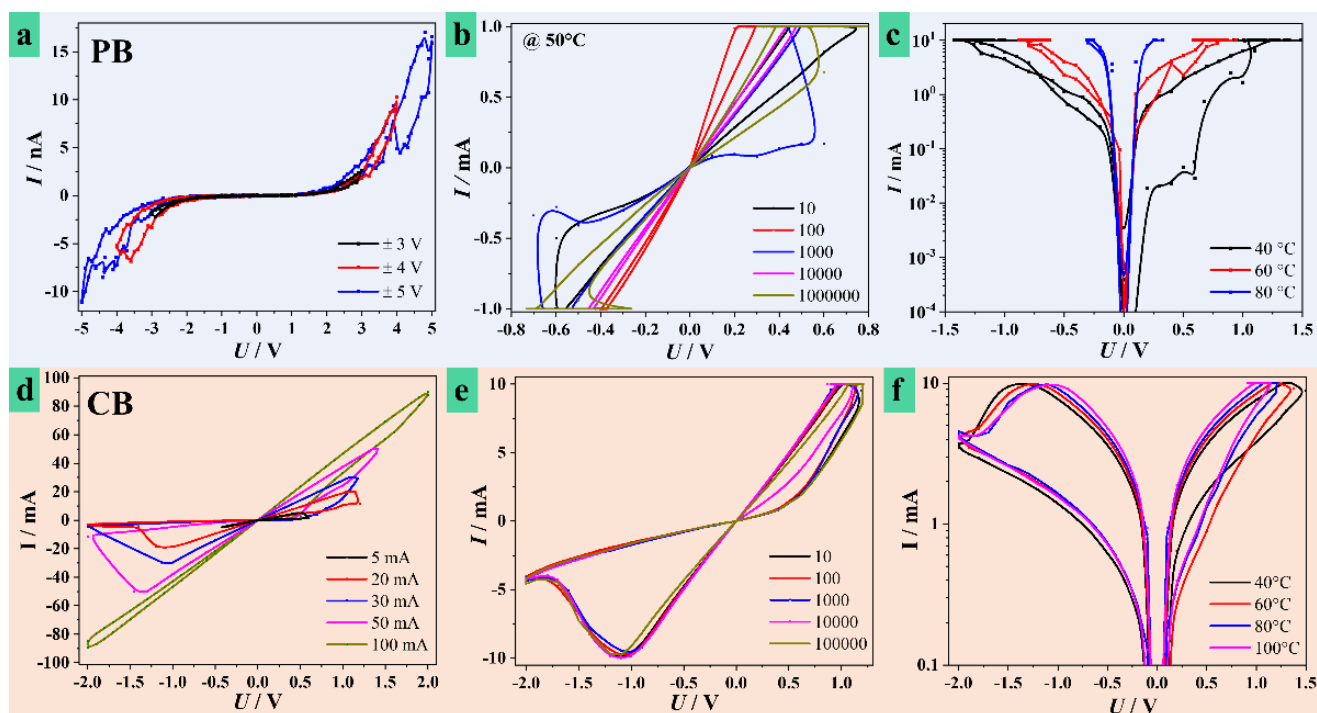 a
PB
I / nA
15
10
5
0
-5
-10
-5 -4 -3 -2 -1 0 1 2 3 4 5
U / V
± 3 V
± 4 V
± 5 V
b
@ 50°C
I / mA
1.0
0.5
0.0
-0.5
-1.0
-0.8 -0.4 0.0 0.4 0.8
U / V
10
100
1000
10000
1000000
c
I / mA
10¹
10⁰
10⁻¹
10⁻²
10⁻³
10⁻⁴
-1.5 -1.0 -0.5 0.0 0.5 1.0 1.5
U / V
40 °C
60 °C
80 °C
d
CB
I / mA
100
80
60
40
20
0
-20
-40
-60
-80
-100
-2.0 -1.5 -1.0 -0.5 0.0 0.5 1.0 1.5 2.0
U / V
5 mA
20 mA
30 mA
50 mA
100 mA
e
I / mA
10
5
0
-5
-10
-2.0 -1.5 -1.0 -0.5 0.0 0.5 1.0
U / V
10
100
1000
10000
100000
f
I / mA
10
1
0.1
-2.0 -1.5 -1.0 -0.5 0.0 0.5 1.0 1.5
U / V
40°C
60°C
80°C
100°C